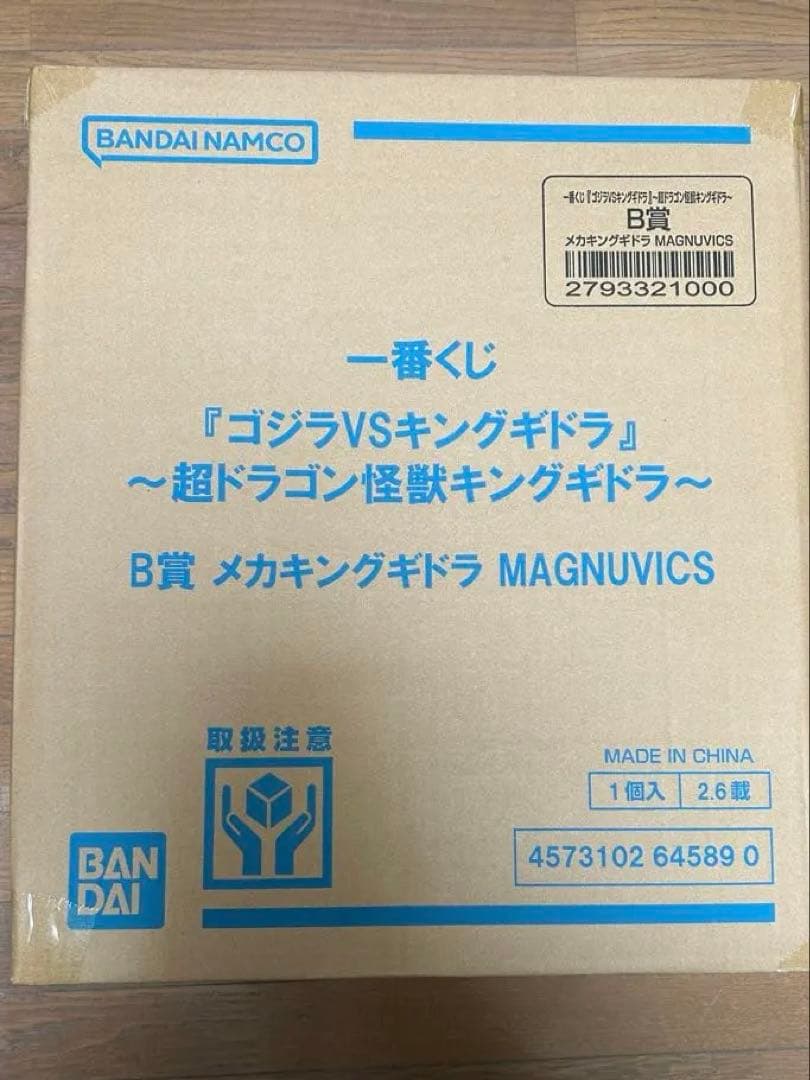 BANDAI NAMCO
一番くじ『ゴジラVSキングギドラ』～超ドラゴン怪獣キングギドラ～
B賞
メカキングギドラ MAGNUVICS
2793321000
一番くじ
『ゴジラVSキングギドラ』
～超ドラゴン怪獣キングギドラ～
B賞 メカキングギドラ MAGNUVICS
取扱注意
MADE IN CHINA
1個入 2.6載
4573102 64589 0
BAN
DAI